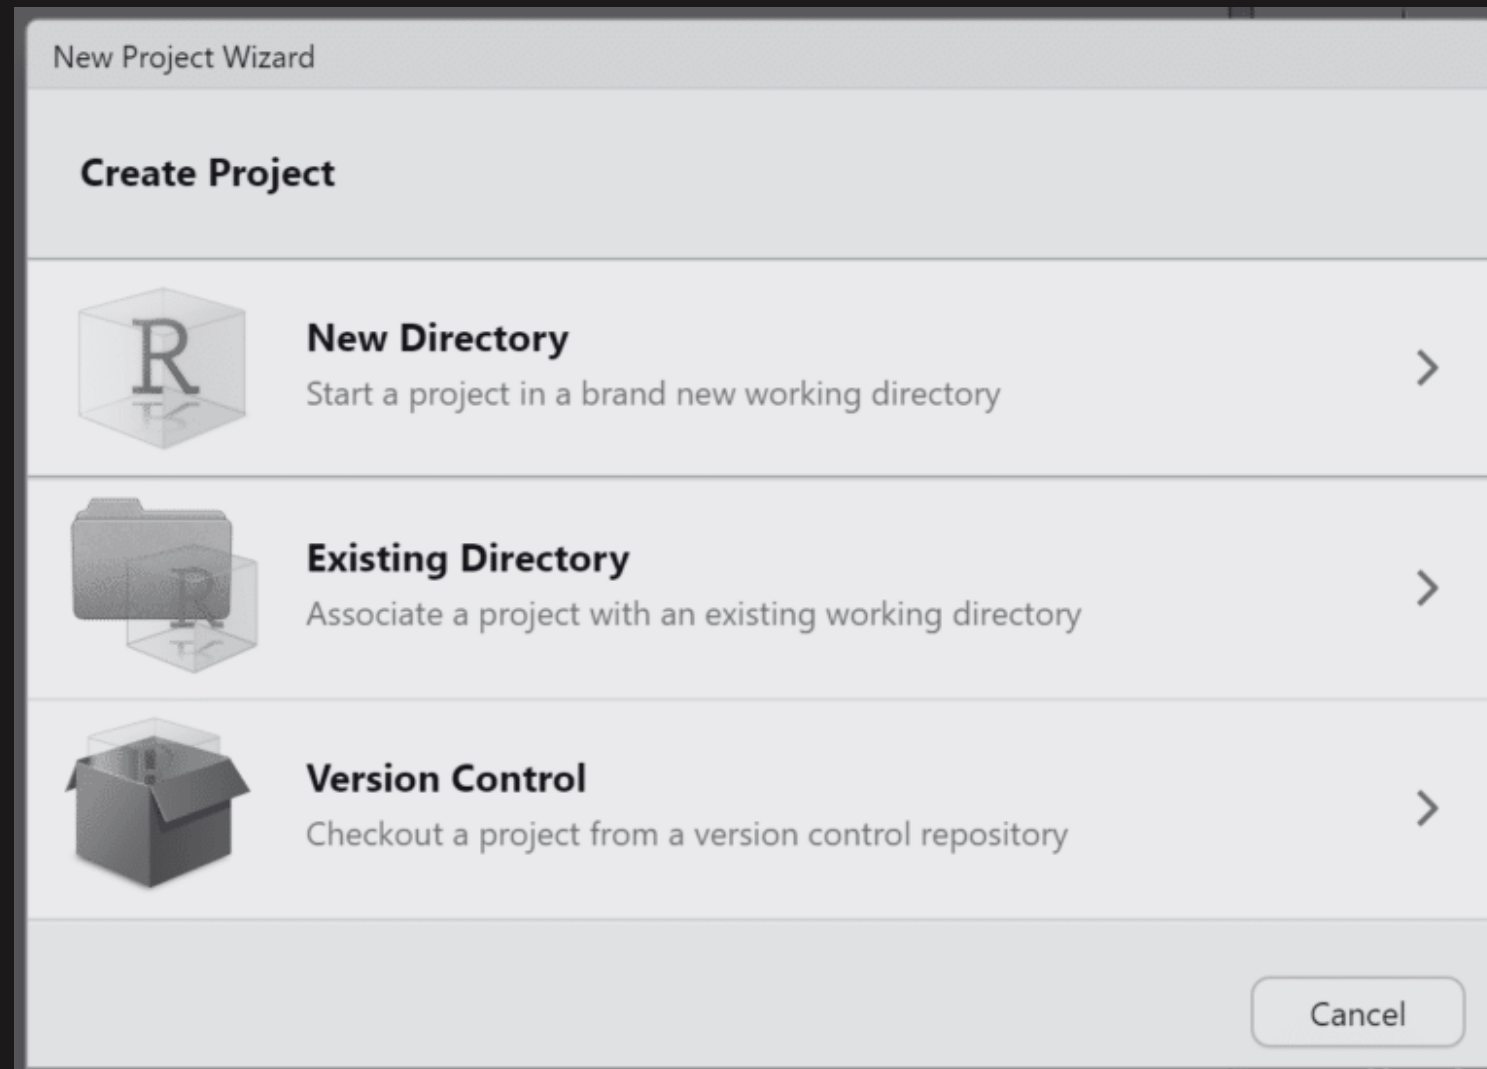 New Project Wizard
Create Project
R
New Directory
Start a project in a brand new working directory
R
Existing Directory
Associate a project with an existing working directory
Version Control
Checkout a project from a version control repository
Cancel